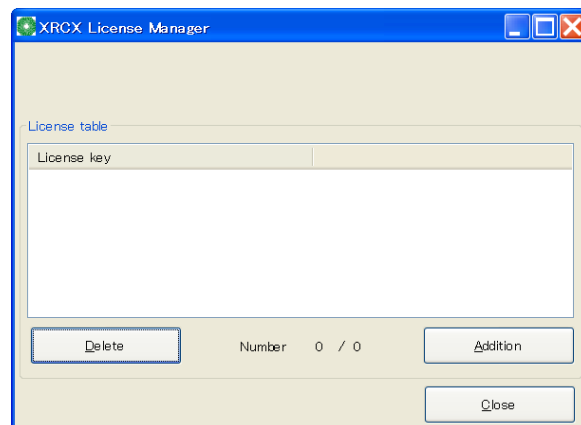 XRCX License Manager
License table
License key
Delete Number 0 / 0 Addition
Close